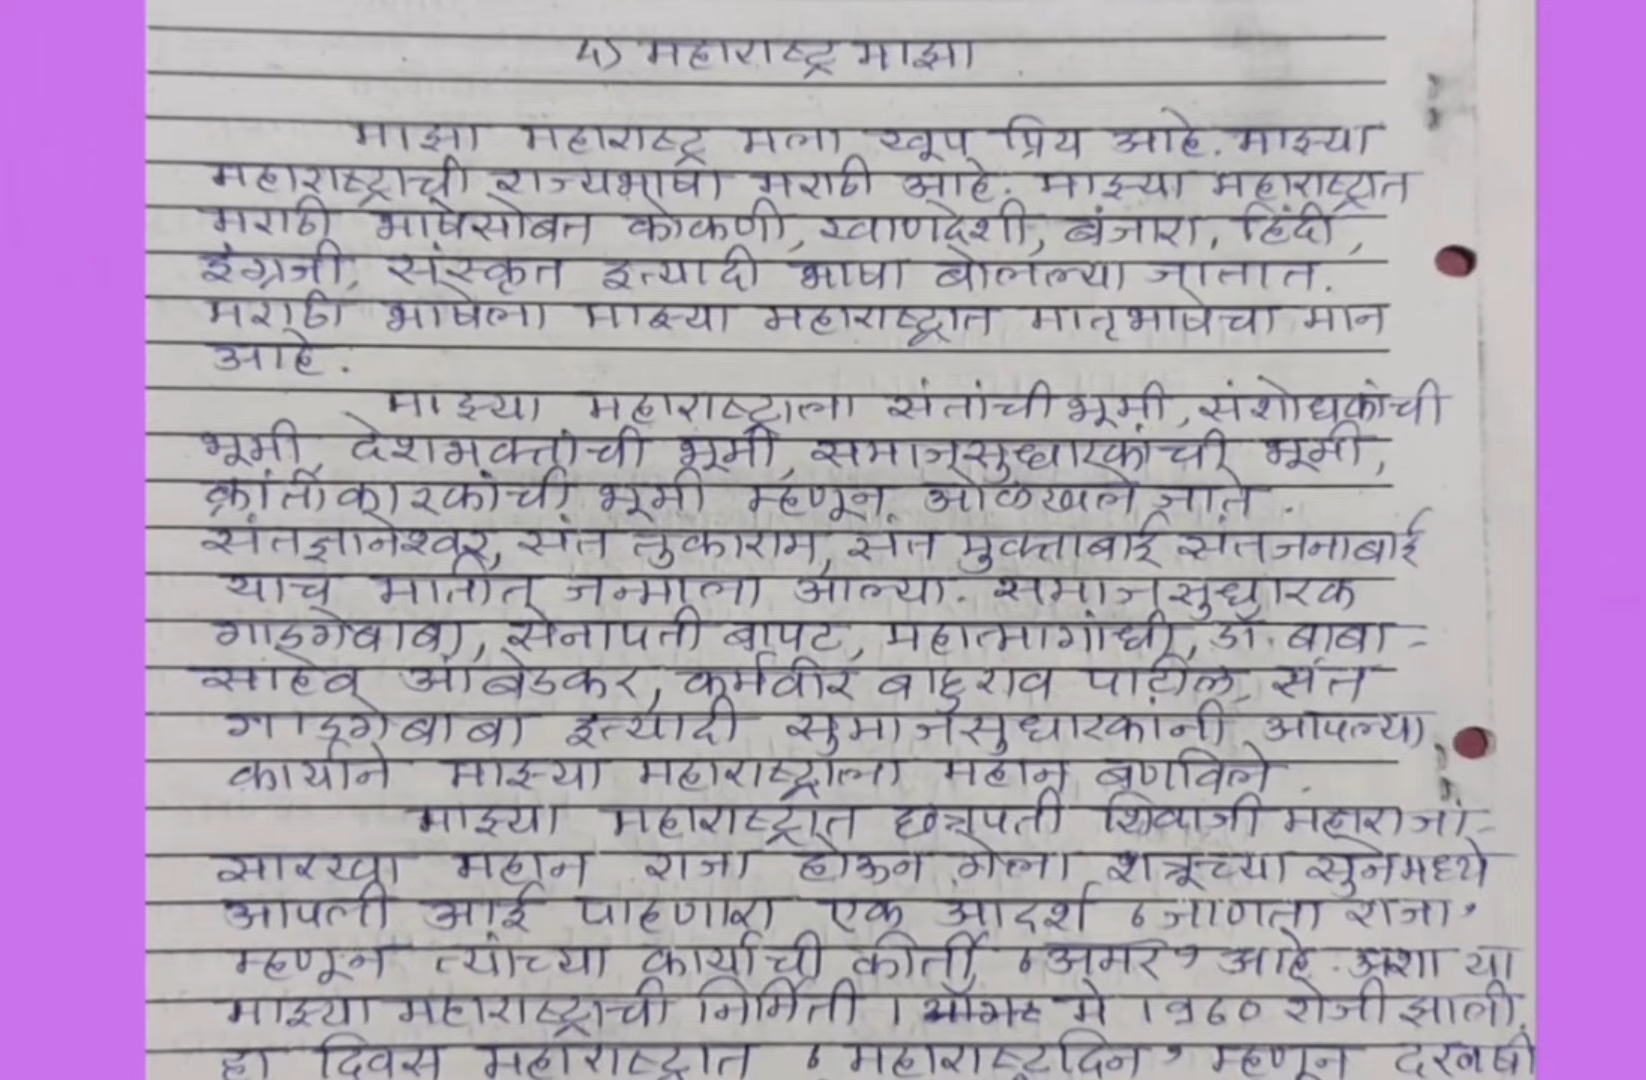 ५) महाराष्ट्र माझा
माझा महाराष्ट्र मला खूप प्रिय आहे. माझ्या
महाराष्ट्राची राज्यभाषा मराठी आहे. माझ्या महाराष्ट्रात
मराठी भाषेसोबत कोकणी, खाणदेशी, बंजारा, हिंदी,
इंग्रजी, संस्कृत इत्यादी भाषा बोलल्या जातात.
मराठी भाषेला माझ्या महाराष्ट्रात मातृभाषेचा मान
आहे.
माझ्या महाराष्ट्राला संतांची भूमी, संशोधकांची
भूमी, देशभक्तांची भूमी, समाजसुधारकांची भूमी,
क्रांतीकारकांची भूमी म्हणून ओळखले जाते.
संतज्ञानेश्वर, संत तुकाराम, संत मुक्ताबाई संतजनाबाई
याच मातीत जन्माला आल्या. समाजसुधारक
गाडगेबाबा, सेनापती बापट, महात्मागांधी, डॉ. बाबा-
साहेब आंबेडकर, कर्मवीर बाहुराव पाटील, संत
गाडगेबाबा इत्यादी समाजसुधारकांनी आपल्या
कार्याने माझ्या महाराष्ट्राला महान बणविले.
माझ्या महाराष्ट्रात छत्रपती शिवाजी महाराजां-
सारखा महान राजा होऊन गेला शत्रूच्या सुनेमध्ये
आपली आई पाहणारा एक आदर्श 'जाणता राजा'
म्हणून त्यांच्या कार्याची कीर्ती 'अमर' आहे. अशा या
माझ्या महाराष्ट्राची निर्मिती १ मे १९६० रोजी झाली.
हा दिवस महाराष्ट्रात 'महाराष्ट्रदिन' म्हणून दरवर्षी